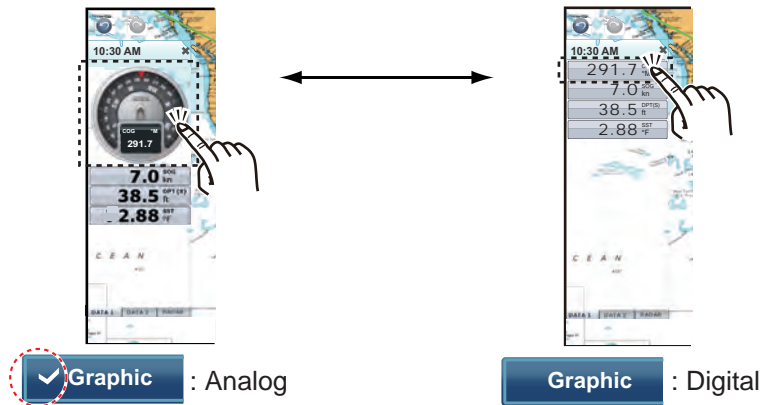 10:30 AM ×
COG °M
291.7
7.0 SOG kn
38.5 DPT(S) ft
2.88 SST °F
C E A N
DATA 1 DATA 2 RADAR
Graphic : Analog
10:30 AM ×
291.7 °M
7.0 SOG kn
38.5 DPT(S) ft
2.88 SST °F
C E A N
DATA 1 DATA 2 RADAR
Graphic : Digital